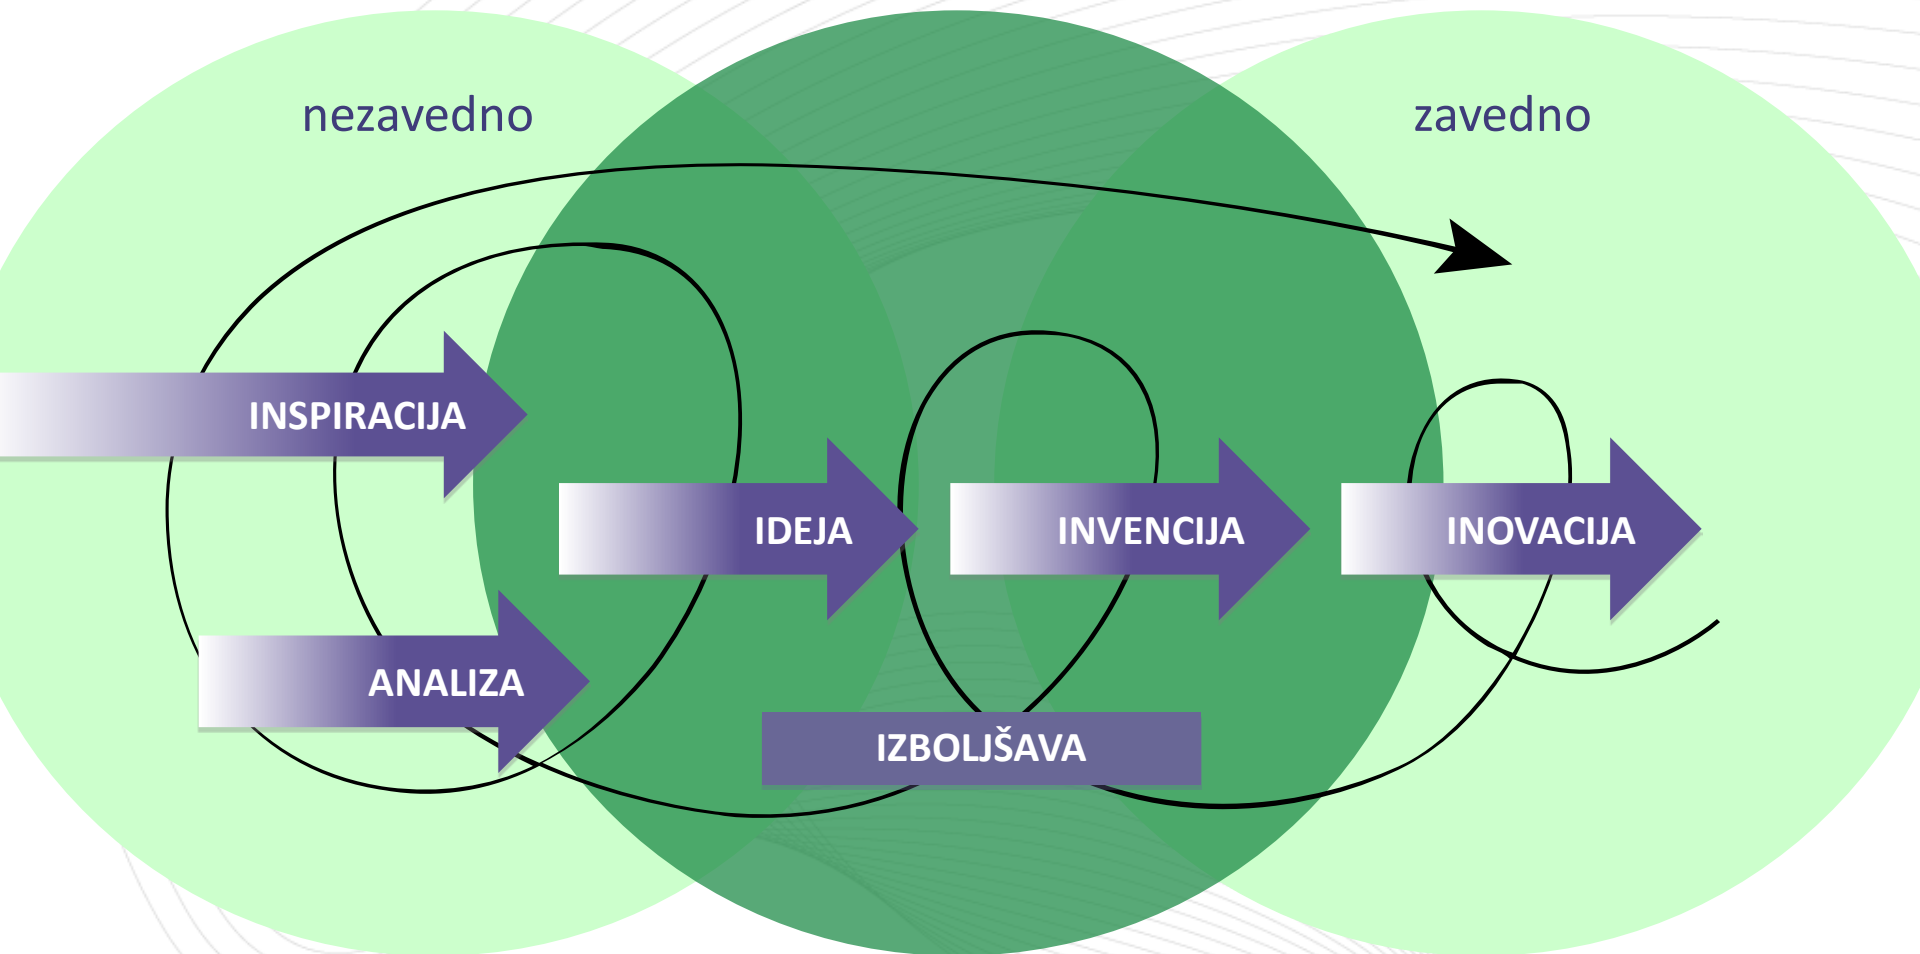 nezavedno
zavedno
INSPIRACIJA
IDEJA
INVENCIJA
INOVACIJA
ANALIZA
IZBOLJŠAVA